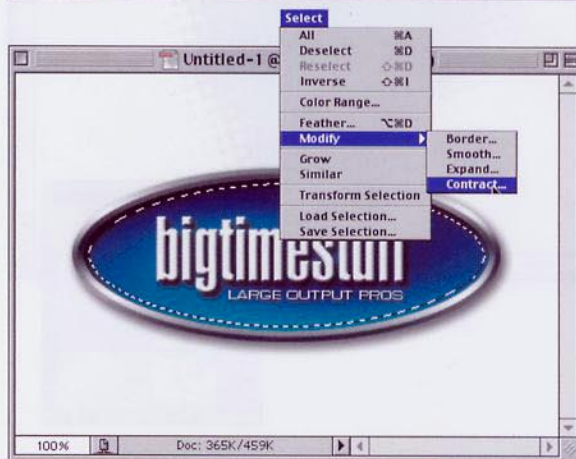 Select
All ⌘A
Deselect ⌘D
Reselect ⇧⌘D
Inverse ⇧⌘I
Color Range...
Feather... ⌥⌘D
Modify
Grow
Similar
Transform Selection
Load Selection...
Save Selection...
Border...
Smooth...
Expand...
Contract...
Untitled-1 @
bigtimestuff
LARGE OUTPUT PROS
100%
Doc: 365K/459K